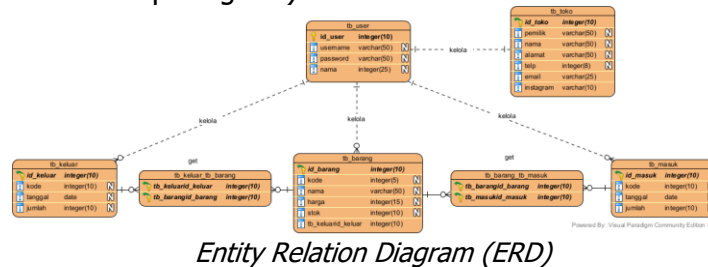 tb_user
id_user integer(10)
username varchar(50) N
password varchar(50) N
nama integer(25) N
tb_toko
id_toko integer(10)
pemilik varchar(50) N
nama varchar(50) N
alamat varchar(50) N
telp integer(8) N
email varchar(25)
instagram varchar(10)
kelola
kelola
kelola
kelola
get
get
tb_keluar
id_keluar integer(10)
kode integer(10) N
tanggal date N
jumlah integer(10) N
tb_keluar_tb_barang
tb_keluarid_keluar integer(10)
tb_barangid_barang integer(10)
tb_barang
id_barang integer(10)
kode integer(5) N
nama varchar(50) N
harga integer(15) N
stok integer(10) N
tb_keluarid_keluar integer(10)
tb_barang_tb_masuk
tb_barangid_barang integer(10)
tb_masukid_masuk integer(10)
tb_masuk
id_masuk integer(10)
kode integer(10) N
tanggal date N
jumlah integer(10) N
Powered By: Visual Paradigm Community Edition
Entity Relation Diagram (ERD)